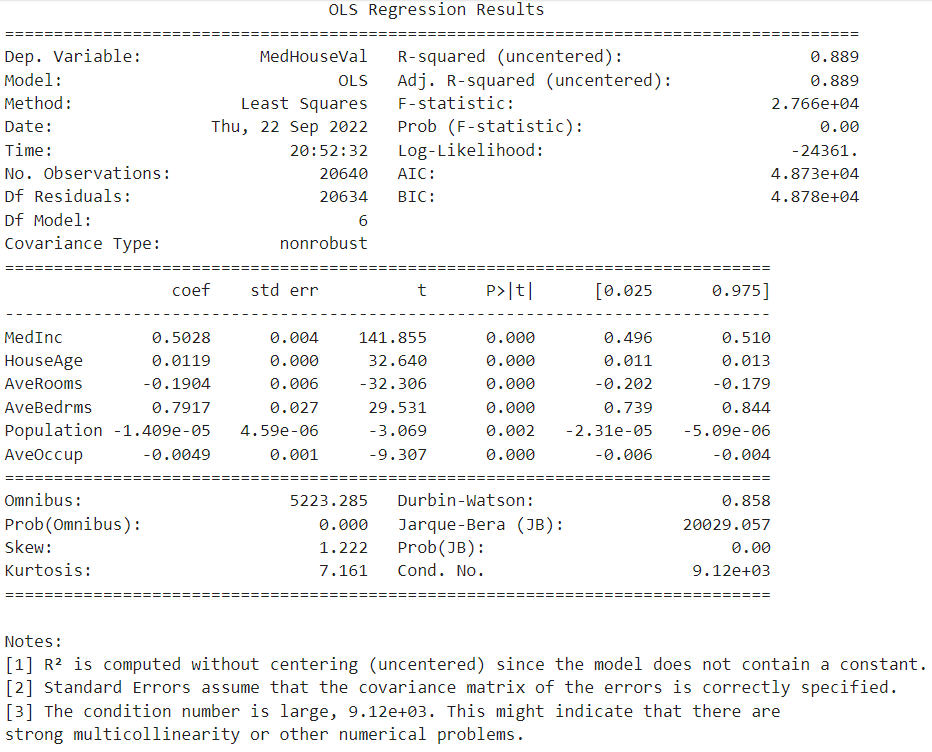 OLS Regression Results
==============================================================================
Dep. Variable: MedHouseVal R-squared (uncentered): 0.889
Model: OLS Adj. R-squared (uncentered): 0.889
Method: Least Squares F-statistic: 2.766e+04
Date: Thu, 22 Sep 2022 Prob (F-statistic): 0.00
Time: 20:52:32 Log-Likelihood: -24361.
No. Observations: 20640 AIC: 4.873e+04
Df Residuals: 20634 BIC: 4.878e+04
Df Model: 6
Covariance Type: nonrobust
==============================================================================
coef std err t P>|t| [0.025 0.975]
------------------------------------------------------------------------------
MedInc 0.5028 0.004 141.855 0.000 0.496 0.510
HouseAge 0.0119 0.000 32.640 0.000 0.011 0.013
AveRooms -0.1904 0.006 -32.306 0.000 -0.202 -0.179
AveBedrms 0.7917 0.027 29.531 0.000 0.739 0.844
Population -1.409e-05 4.59e-06 -3.069 0.002 -2.31e-05 -5.09e-06
AveOccup -0.0049 0.001 -9.307 0.000 -0.006 -0.004
==============================================================================
Omnibus: 5223.285 Durbin-Watson: 0.858
Prob(Omnibus): 0.000 Jarque-Bera (JB): 20029.057
Skew: 1.222 Prob(JB): 0.00
Kurtosis: 7.161 Cond. No. 9.12e+03
==============================================================================
Notes:
[1] R² is computed without centering (uncentered) since the model does not contain a constant.
[2] Standard Errors assume that the covariance matrix of the errors is correctly specified.
[3] The condition number is large, 9.12e+03. This might indicate that there are
strong multicollinearity or other numerical problems.